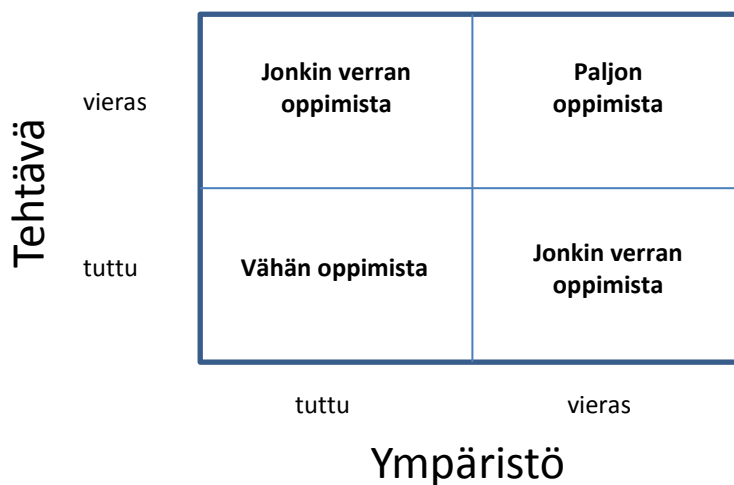 Tehtävä
vieras
Jonkin verran
oppimista
Paljon
oppimista
tuttu
Vähän oppimista
Jonkin verran
oppimista
tuttu
vieras
Ympäristö